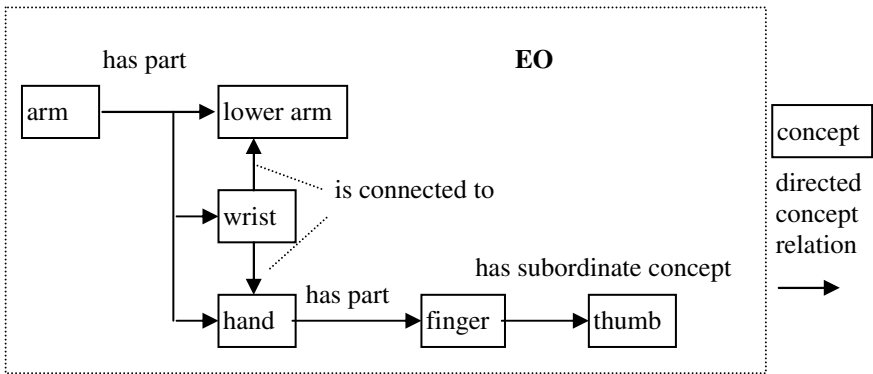 has part
EO
arm
lower arm
concept
directed
concept
relation
is connected to
wrist
has subordinate concept
has part
hand
finger
thumb